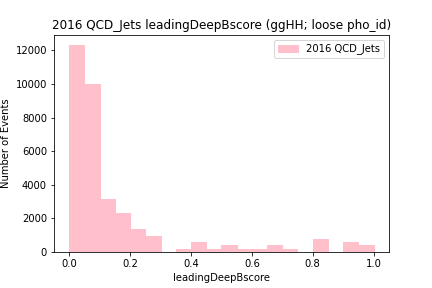 2016 QCD_Jets leadingDeepBscore (ggHH; loose pho_id)
2016 QCD_Jets
Number of Events
12000
10000
8000
6000
4000
2000
0
0.0 0.2 0.4 0.6 0.8 1.0
leadingDeepBscore